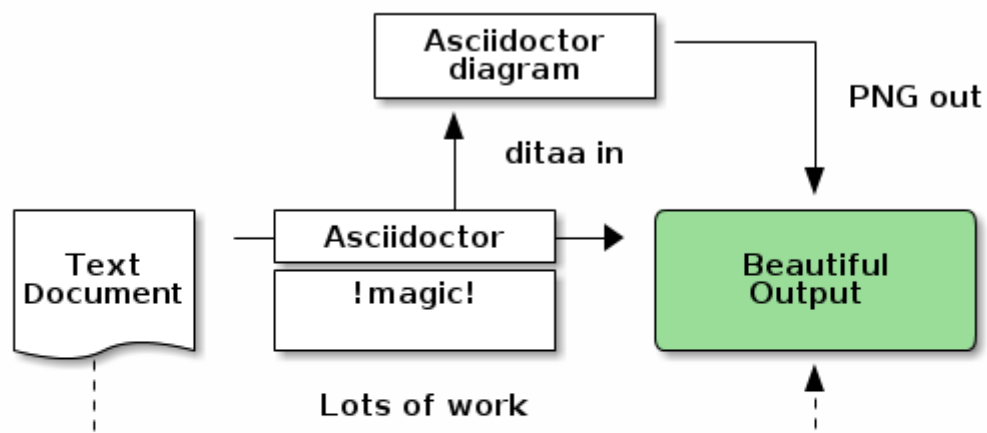 Asciidoctor
diagram
PNG out
ditaa in
Asciidoctor
Text
Document
!magic!
Beautiful
Output
Lots of work